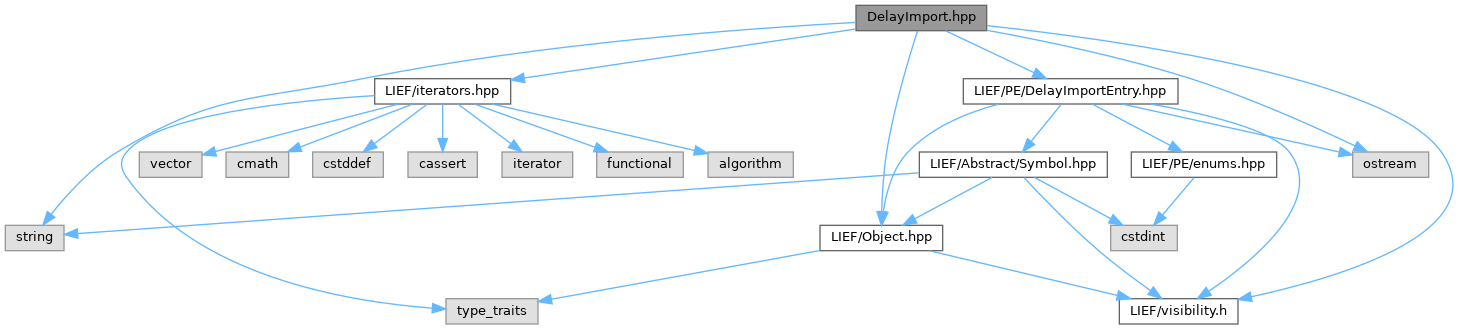 DelayImport.hpp
LIEF/iterators.hpp
LIEF/PE/DelayImportEntry.hpp
vector
cmath
cstddef
cassert
iterator
functional
algorithm
LIEF/Abstract/Symbol.hpp
LIEF/PE/enums.hpp
ostream
string
LIEF/Object.hpp
cstdint
type_traits
LIEF/visibility.h